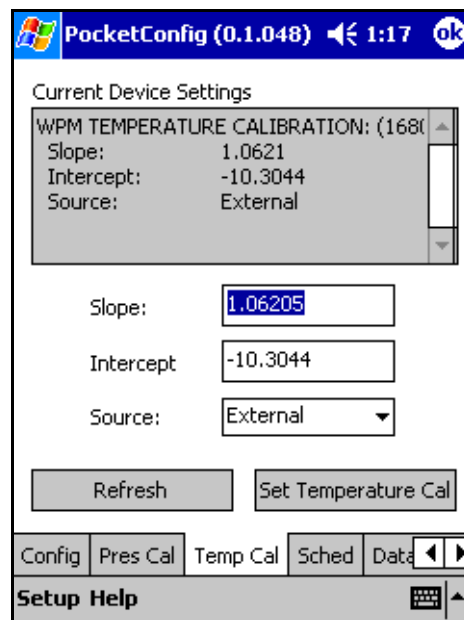 PocketConfig (0.1.048) 1:17 ok
Current Device Settings
WPM TEMPERATURE CALIBRATION: (1680
Slope: 1.0621
Intercept: -10.3044
Source: External
Slope: 1.06205
Intercept -10.3044
Source: External
Refresh Set Temperature Cal
Config Pres Cal Temp Cal Sched Data
Setup Help